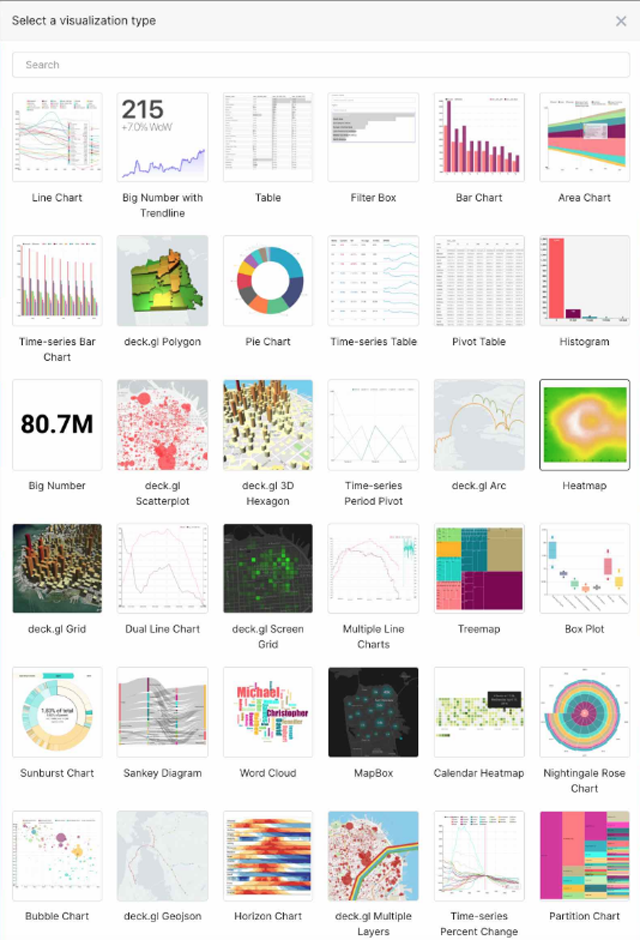 Select a visualization type
Search
215
+7.0% WoW
Line Chart
Big Number with
Trendline
Table
Filter Box
Bar Chart
Area Chart
Time-series Bar
Chart
deck.gl Polygon
Pie Chart
Time-series Table
Pivot Table
Histogram
80.7M
Big Number
deck.gl
Scatterplot
deck.gl 3D
Hexagon
Time-series
Period Pivot
deck.gl Arc
Heatmap
deck.gl Grid
Dual Line Chart
deck.gl Screen
Grid
Multiple Line
Charts
Treemap
Box Plot
Michael
Christopher
Sunburst Chart
Sankey Diagram
Word Cloud
MapBox
Calendar Heatmap
Nightingale Rose
Chart
Bubble Chart
deck.gl Geojson
Horizon Chart
deck.gl Multiple
Layers
Time-series
Percent Change
Partition Chart